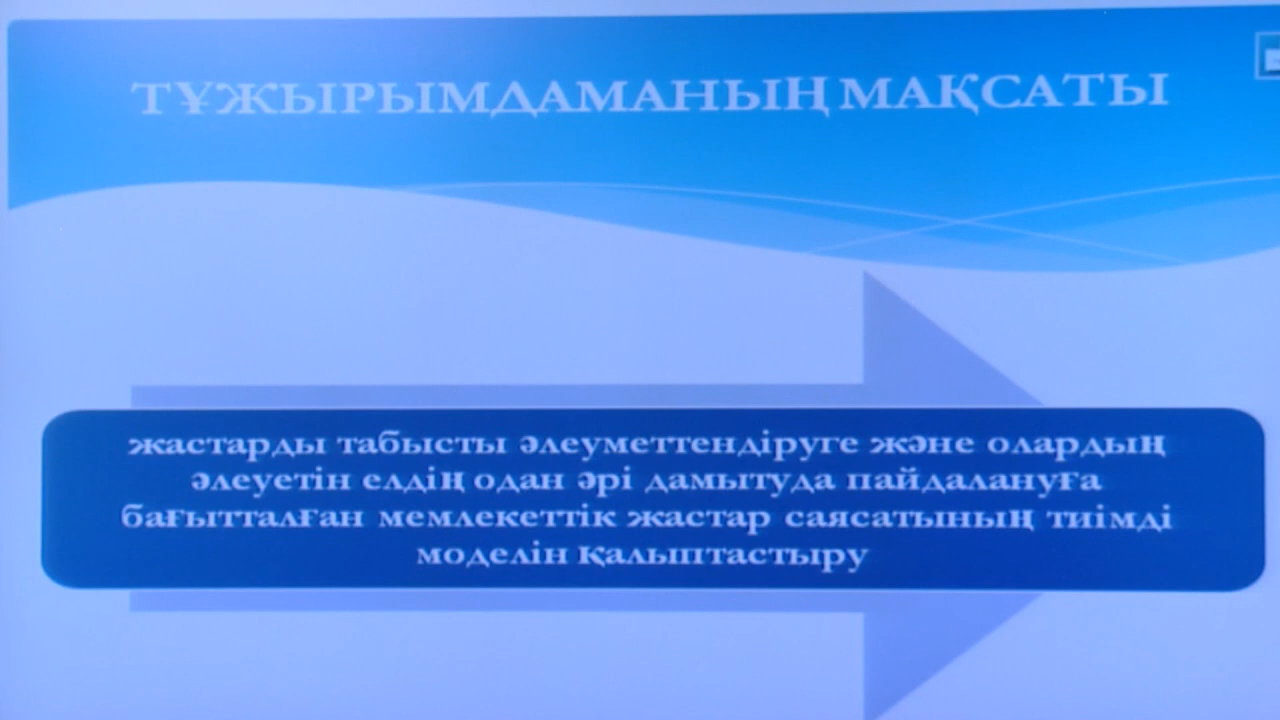 ТҰЖЫРЫМДАМАНЫҢ МАҚСАТЫ
жастарды табысты әлеуметтендіруге және олардың
әлеуетін елдің одан әрі дамытуда пайдалануға
бағытталған мемлекеттік жастар саясатының тиімді
моделін қалыптастыру